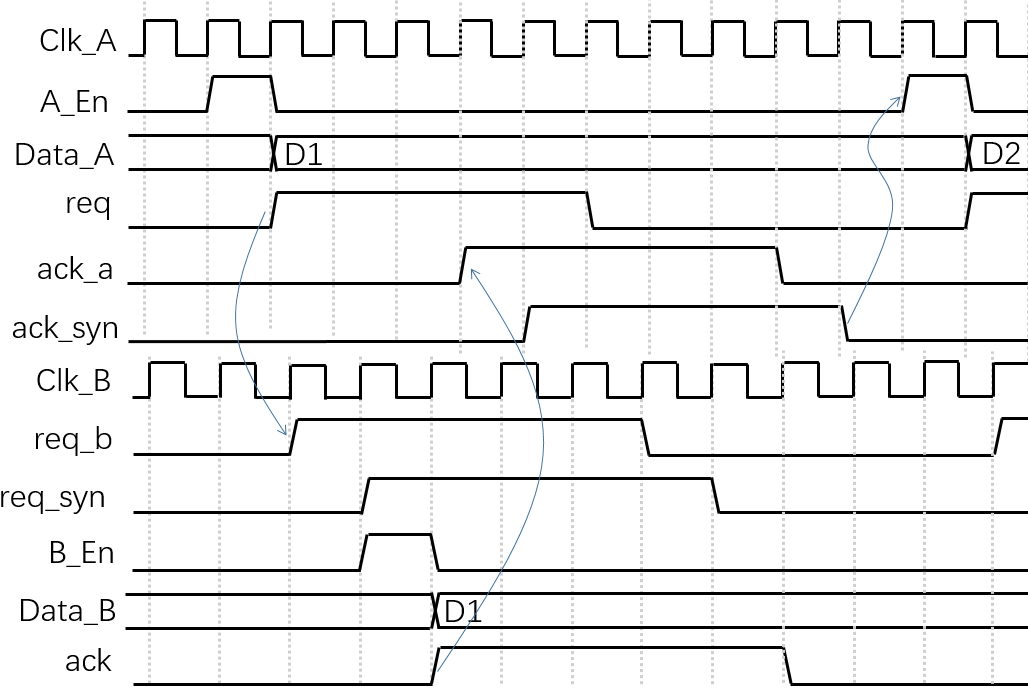 Clk_A
A_En
Data_A
D1
D2
req
ack_a
ack_syn
Clk_B
req_b
req_syn
B_En
Data_B
D1
ack